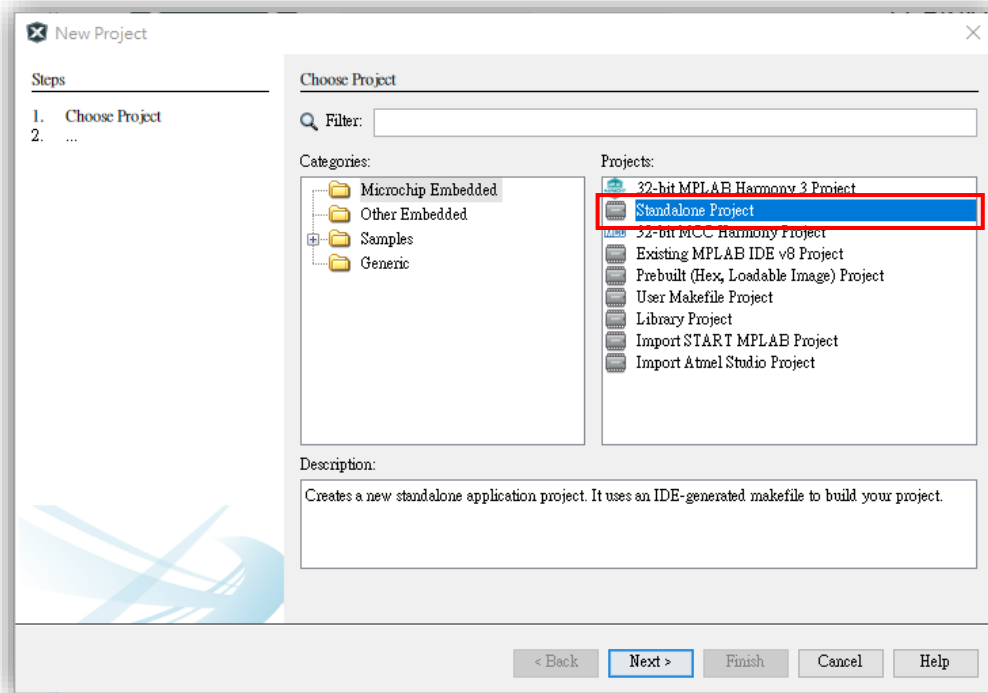 New Project
Steps
1. Choose Project
2. ...
Choose Project
Filter:
Categories:
Microchip Embedded
Other Embedded
Samples
Generic
Projects:
32-bit MPLAB Harmony 3 Project
Standalone Project
32-bit MCC Harmony Project
Existing MPLAB IDE v8 Project
Prebuilt (Hex, Loadable Image) Project
User Makefile Project
Library Project
Import START MPLAB Project
Import Atmel Studio Project
Description:
Creates a new standalone application project. It uses an IDE-generated makefile to build your project.
< Back Next > Finish Cancel Help